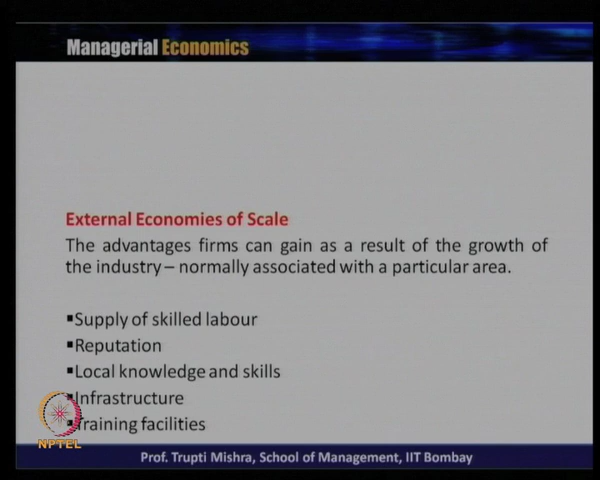 Managerial Economics
External Economies of Scale
The advantages firms can gain as a result of the growth of
the industry – normally associated with a particular area.
▪Supply of skilled labour
▪Reputation
▪Local knowledge and skills
▪Infrastructure
▪Training facilities
NPTEL
Prof. Trupti Mishra, School of Management, IIT Bombay